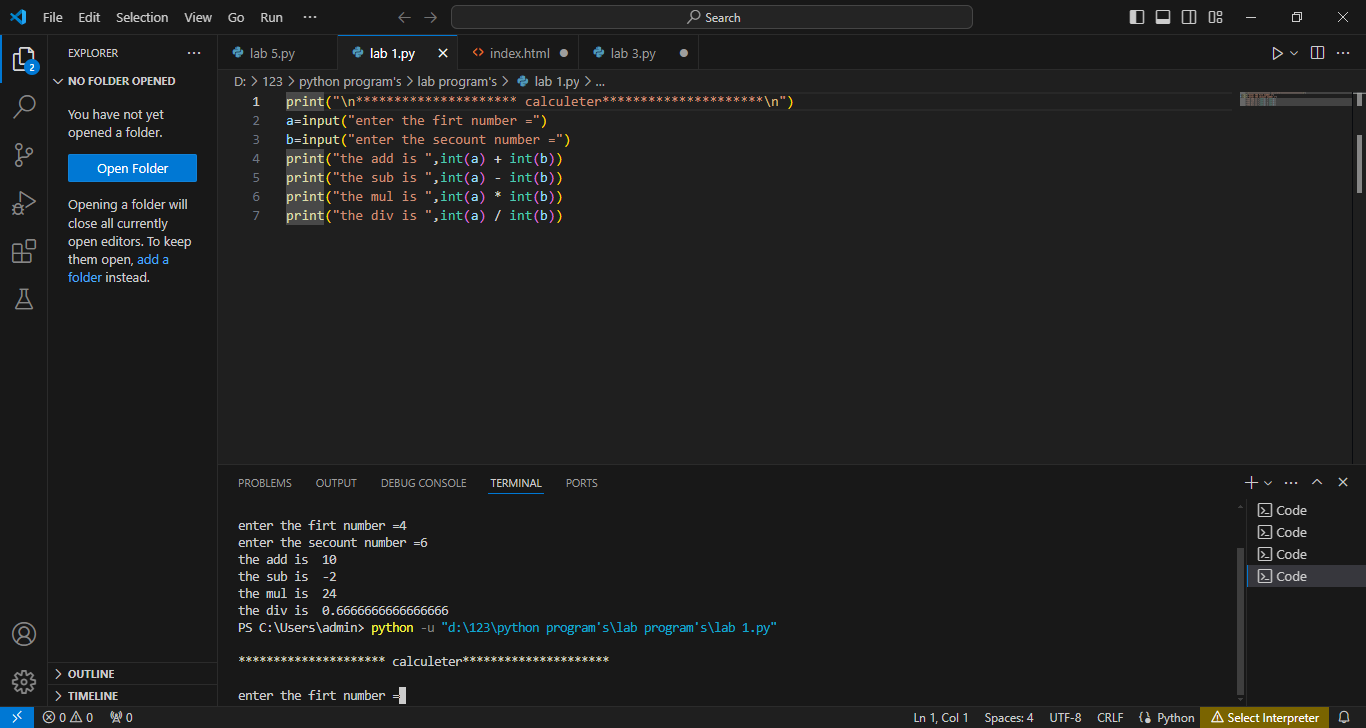 File Edit Selection View Go Run ··· Search
EXPLORER ···
2
NO FOLDER OPENED
You have not yet
opened a folder.
Open Folder
Opening a folder will
close all currently
open editors. To keep
them open, add a
folder instead.
OUTLINE
TIMELINE
lab 5.py lab 1.py index.html lab 3.py
D: > 123 > python program's > lab program's > lab 1.py > ...
1 print("\n********************* calculeter*********************\n")
2 a=input("enter the firt number =")
3 b=input("enter the secount number =")
4 print("the add is ",int(a) + int(b))
5 print("the sub is ",int(a) - int(b))
6 print("the mul is ",int(a) * int(b))
7 print("the div is ",int(a) / int(b))
PROBLEMS OUTPUT DEBUG CONSOLE TERMINAL PORTS
enter the firt number =4
enter the secount number =6
the add is  10
the sub is  -2
the mul is  24
the div is  0.6666666666666666
PS C:\Users\admin> python -u "d:\123\python program's\lab program's\lab 1.py"
********************* calculeter*********************
enter the firt number =
Code
Code
Code
Code
0 0 0 Ln 1, Col 1 Spaces: 4 UTF-8 CRLF Python Select Interpreter